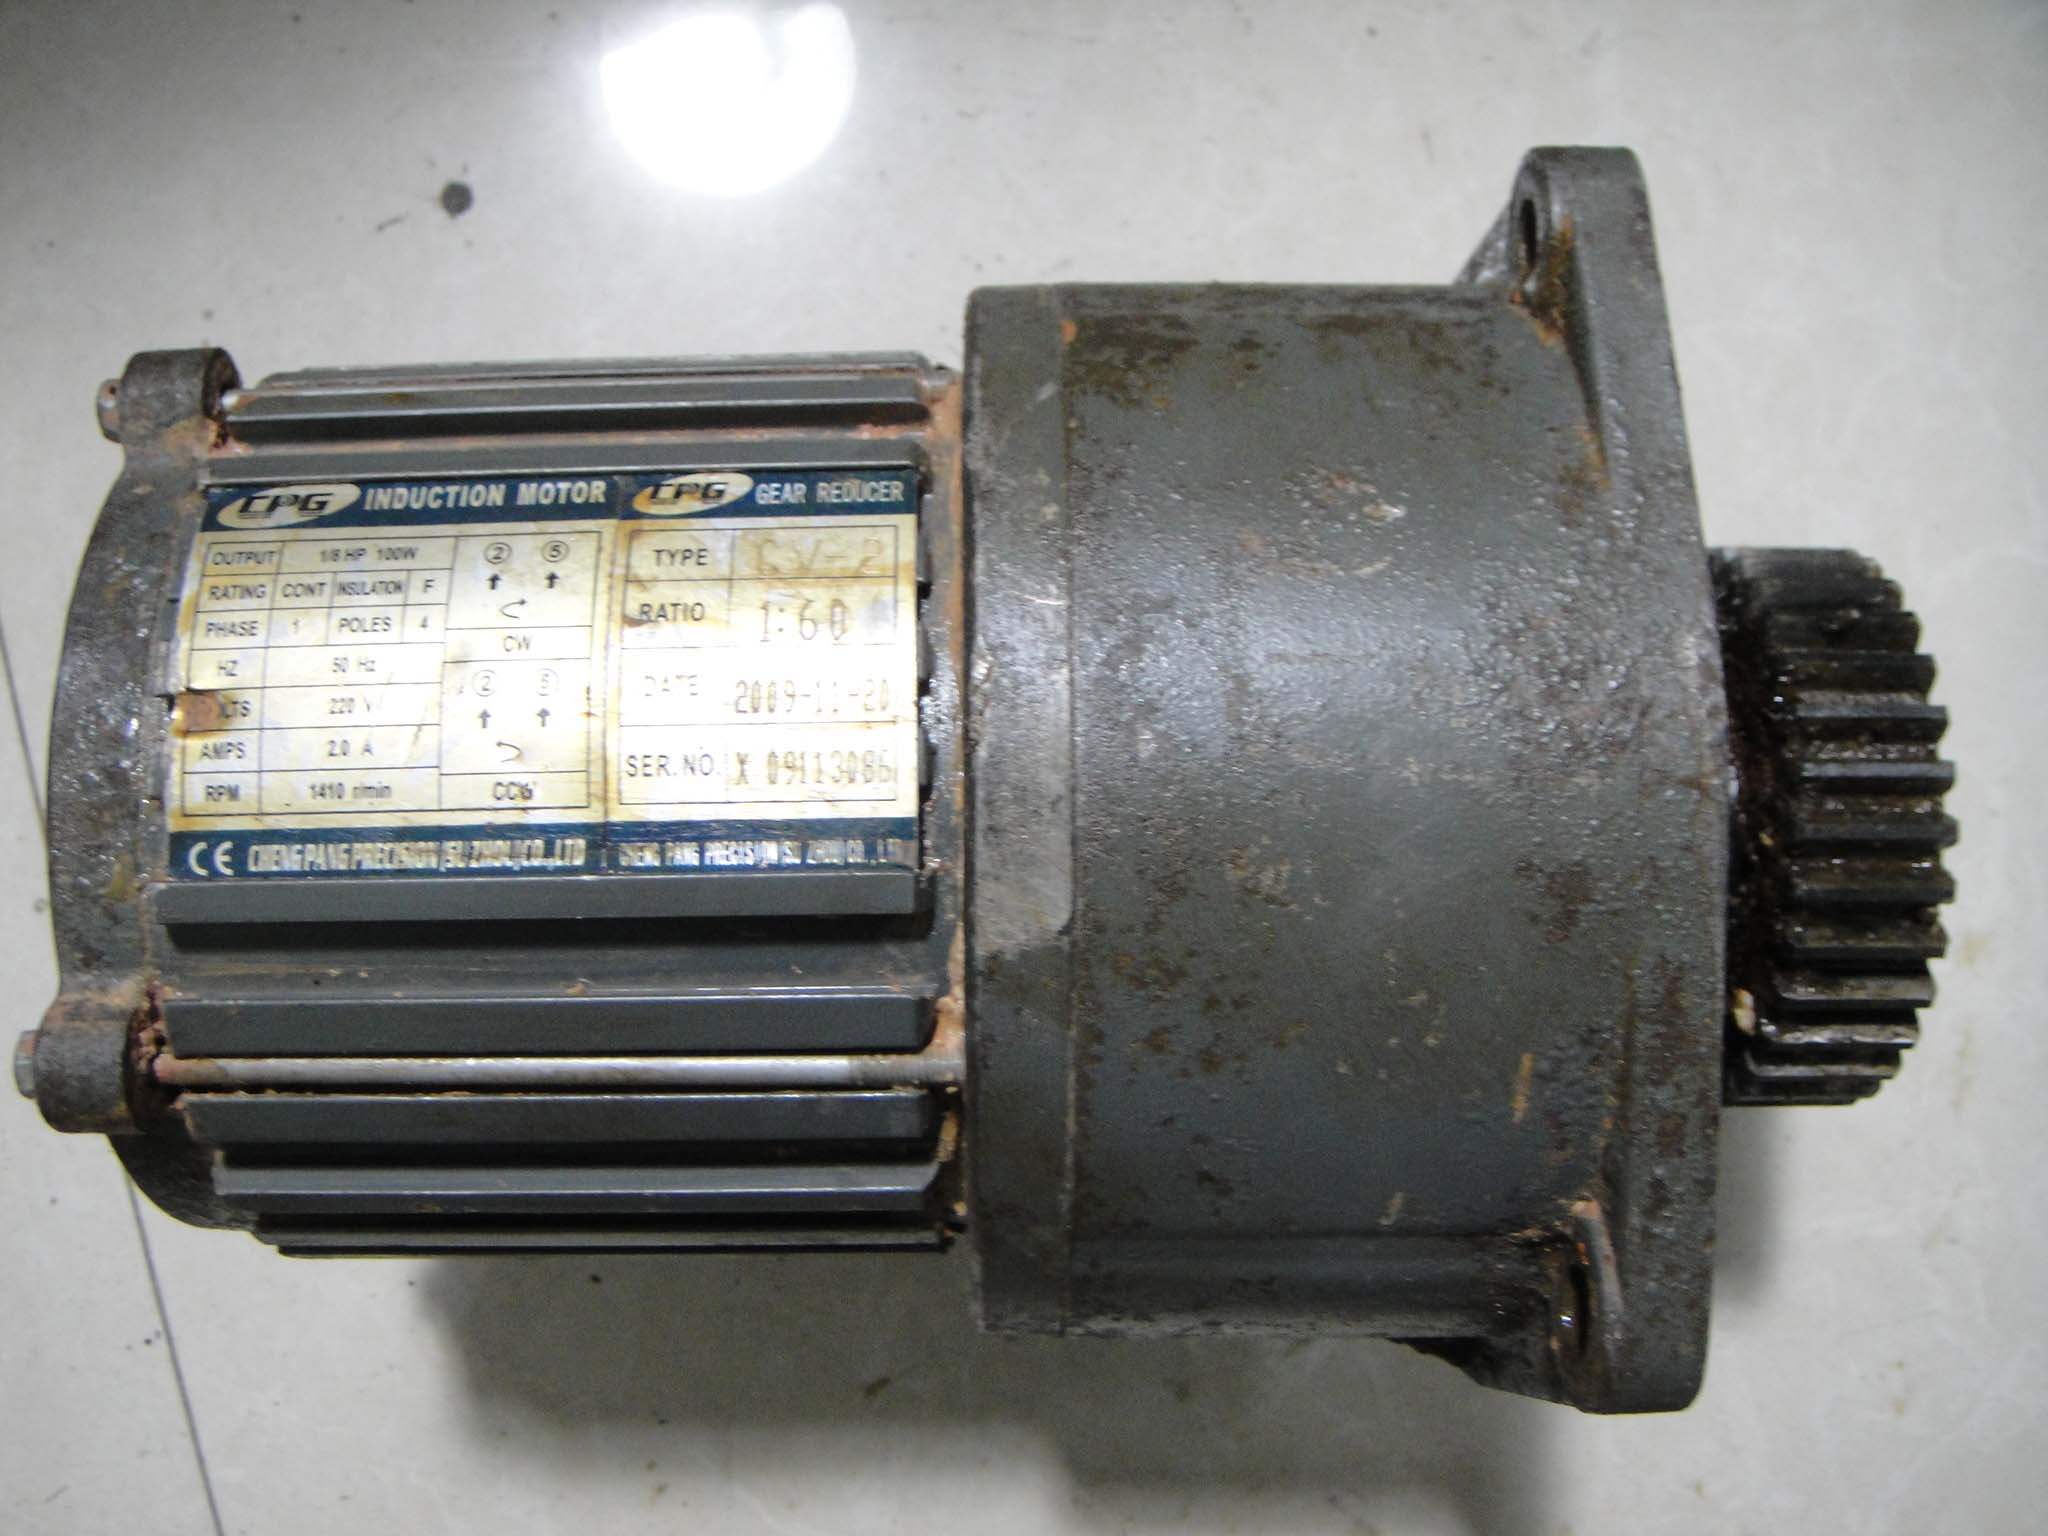 CPG INDUCTION MOTOR
OUTPUT 1/8 HP 100W
RATING CONT INSULATION F
PHASE 1 POLES 4
HZ 50 Hz
LTS 220 V
AMPS 2.0 A
RPM 1410 r/min
② ⑤
CW
② ⑤
CCW
CE CHENG PANG PRECISION (SU ZHOU) CO.,LTD
CPG GEAR REDUCER
TYPE CV-2
RATIO 1:60
DATE 2009-11-20
SER.NO. X 09113086
CHENG PANG PRECISION (SU ZHOU) CO.,LTD